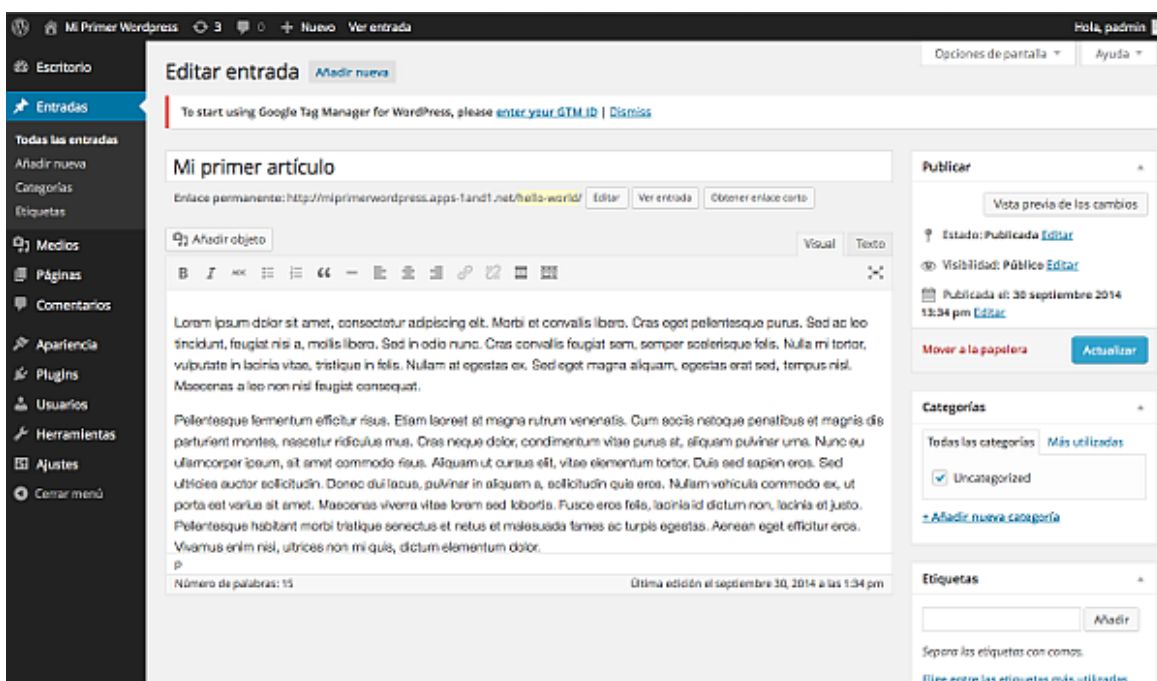 Mi Primer Wordpress 3 0 + Nuevo Ver entrada Hola, padmin
Opciones de pantalla Ayuda
Escritorio
Editar entrada Añadir nueva
Entradas
To start using Google Tag Manager for WordPress, please enter your GTM ID | Dismiss
Todas las entradas
Añadir nueva
Categorías
Etiquetas
Medios
Páginas
Comentarios
Apariencia
Plugins
Usuarios
Herramientas
Ajustes
Cerrar menú
Mi primer artículo
Enlace permanente: http://miprimerwordpress.apps-1and1.net/hello-world/ Editar Ver entrada Obtener enlace corto
Añadir objeto Visual Texto
B I ABC
Lorem ipsum dolor sit amet, consectetur adipiscing elit. Morbi et convallis libero. Cras eget pellentesque purus. Sed ac leo
tincidunt, feugiat nisi a, mollis libero. Sed in odio nunc. Cras convallis feugiat sem, semper scelerisque felis. Nulla mi tortor,
vulputate in lacinia vitae, tristique in felis. Nullam at egestas ex. Sed eget magna aliquam, egestas erat sed, tempus nisl.
Maecenas a leo non nisl feugiat consequat.
Pellentesque fermentum efficitur risus. Etiam laoreet at magna rutrum venenatis. Cum sociis natoque penatibus et magnis dis
parturient montes, nascetur ridiculus mus. Cras neque dolor, condimentum vitae purus at, aliquam pulvinar urna. Nunc eu
ullamcorper ipsum, sit amet commodo risus. Aliquam ut cursus elit, vitae elementum tortor. Duis sed sapien eros. Sed
ultricies auctor sollicitudin. Donec dui lacus, pulvinar in aliquam a, sollicitudin quis eros. Nullam vehicula commodo ex, ut
porta est varius sit amet. Maecenas viverra vitae lorem sed lobortis. Fusce eros felis, lacinia id dictum non, lacinia et justo.
Pellentesque habitant morbi tristique senectus et netus et malesuada fames ac turpis egestas. Aenean eget efficitur eros.
Vivamus enim nisl, ultrices non mi quis, dictum elementum dolor.
p
Número de palabras: 15 Última edición el septiembre 30, 2014 a las 1:34 pm
Publicar
Vista previa de los cambios
Estado: Publicada Editar
Visibilidad: Público Editar
Publicada el: 30 septiembre 2014
13:34 pm Editar
Mover a la papelera Actualizar
Categorías
Todas las categorías Más utilizadas
Uncategorized
+ Añadir nueva categoría
Etiquetas
Añadir
Separa las etiquetas con comas.
Elige entre las etiquetas más utilizadas